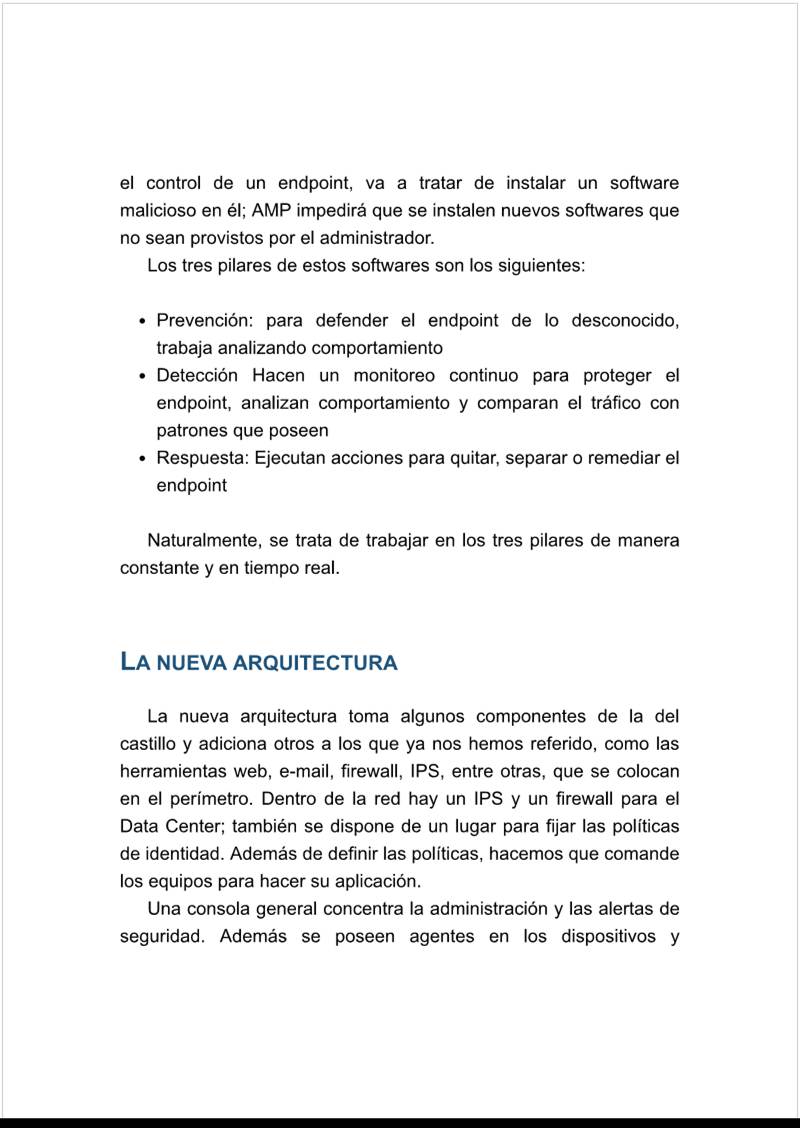 el control de un endpoint, va a tratar de instalar un software
malicioso en él; AMP impedirá que se instalen nuevos softwares que
no sean provistos por el administrador.
Los tres pilares de estos softwares son los siguientes:
• Prevención: para defender el endpoint de lo desconocido,
trabaja analizando comportamiento
• Detección Hacen un monitoreo continuo para proteger el
endpoint, analizan comportamiento y comparan el tráfico con
patrones que poseen
• Respuesta: Ejecutan acciones para quitar, separar o remediar el
endpoint
Naturalmente, se trata de trabajar en los tres pilares de manera
constante y en tiempo real.
LA NUEVA ARQUITECTURA
La nueva arquitectura toma algunos componentes de la del
castillo y adiciona otros a los que ya nos hemos referido, como las
herramientas web, e-mail, firewall, IPS, entre otras, que se colocan
en el perímetro. Dentro de la red hay un IPS y un firewall para el
Data Center; también se dispone de un lugar para fijar las políticas
de identidad. Además de definir las políticas, hacemos que comande
los equipos para hacer su aplicación.
Una consola general concentra la administración y las alertas de
seguridad. Además se poseen agentes en los dispositivos y